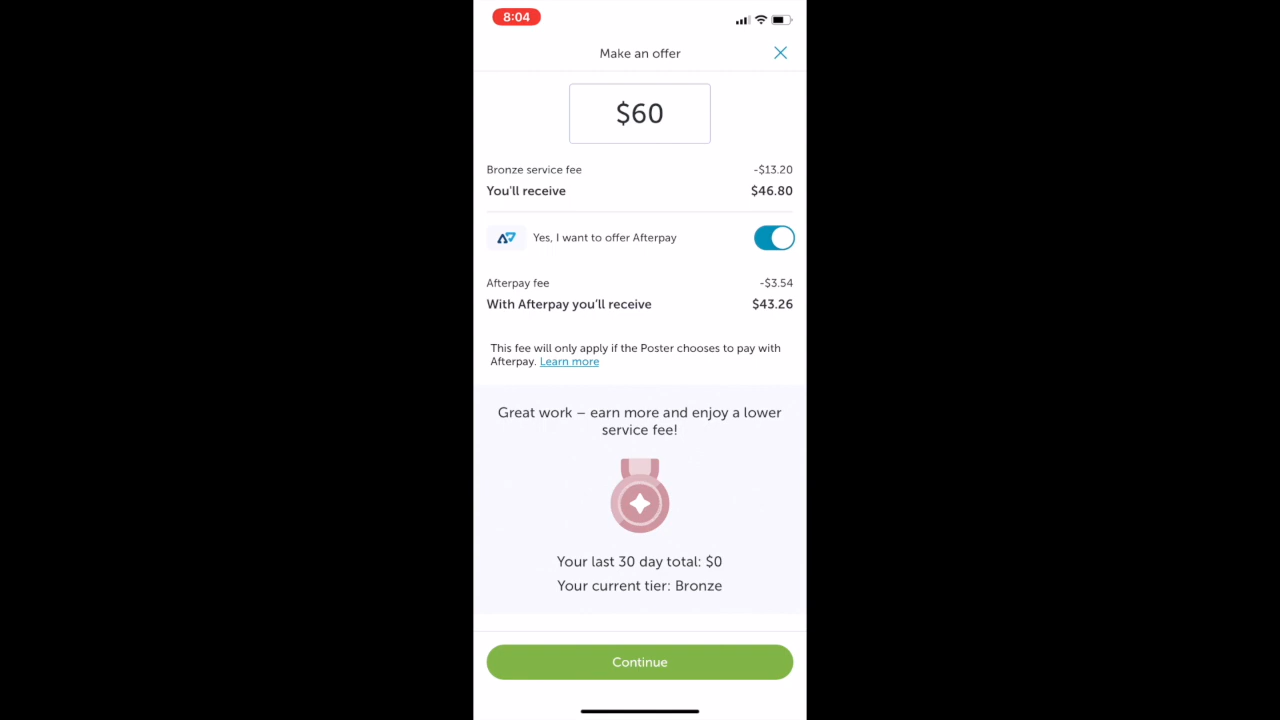 8:04
Make an offer
$60
Bronze service fee -$13.20
You'll receive $46.80
Yes, I want to offer Afterpay
Afterpay fee -$3.54
With Afterpay you’ll receive $43.26
This fee will only apply if the Poster chooses to pay with
Afterpay. Learn more
Great work – earn more and enjoy a lower
service fee!
Your last 30 day total: $0
Your current tier: Bronze
Continue